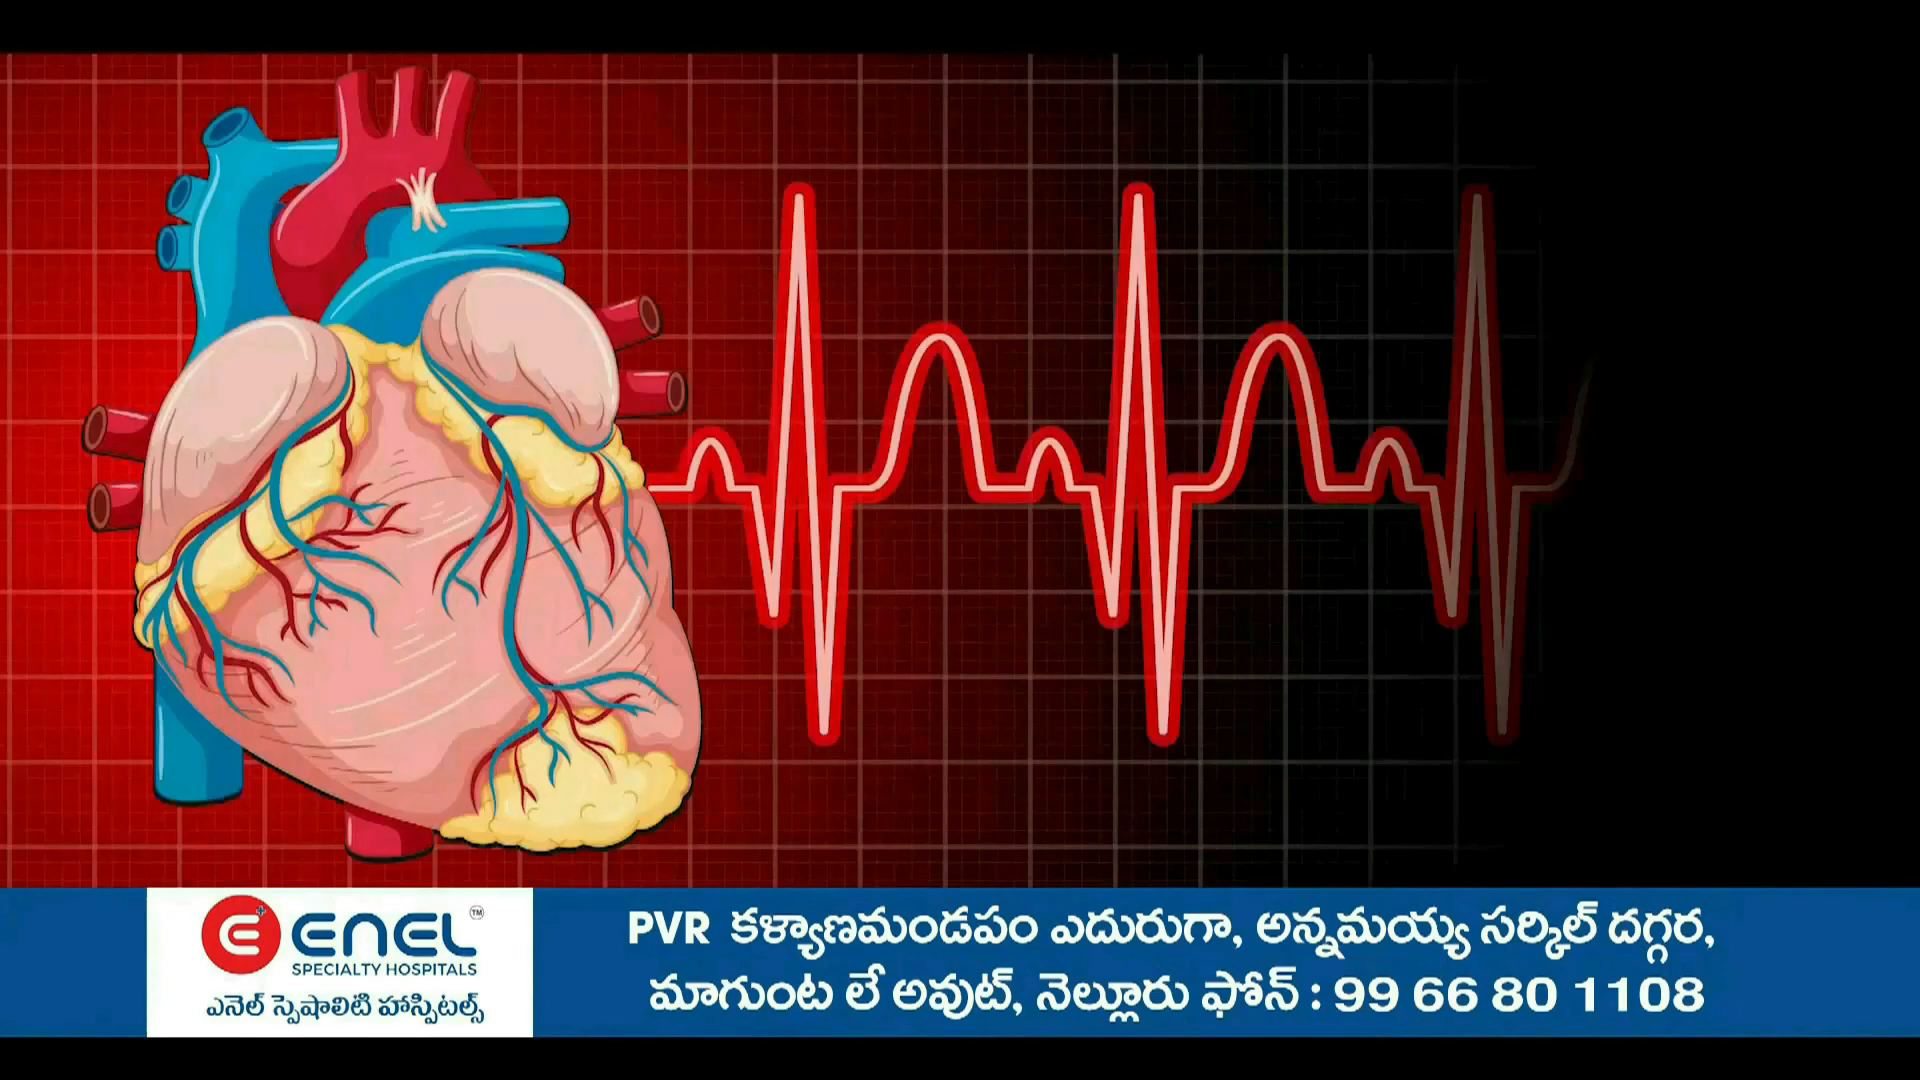 ENEL™
SPECIALTY HOSPITALS
ఎనెల్ స్పెషాలిటి హాస్పిటల్స్
PVR కళ్యాణమండపం ఎదురుగా, అన్నమయ్య సర్కిల్ దగ్గర,
మాగుంట లే అవుట్, నెల్లూరు ఫోన్ : 99 66 80 1108